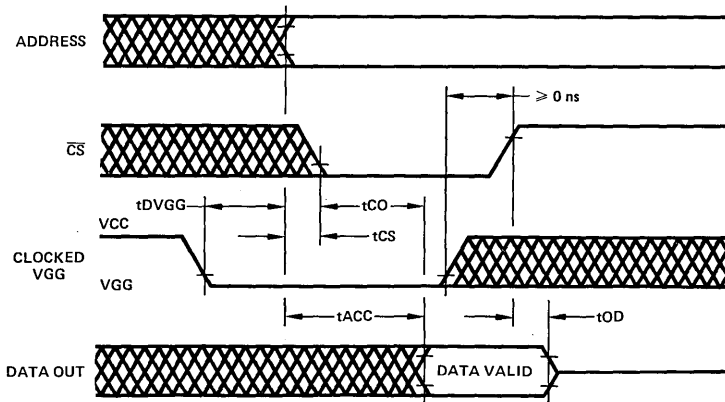 ADDRESS
≥ 0 ns
CS
tDVGG
tCO
VCC
tCS
CLOCKED
VGG
VGG
tACC
tOD
DATA OUT
DATA VALID